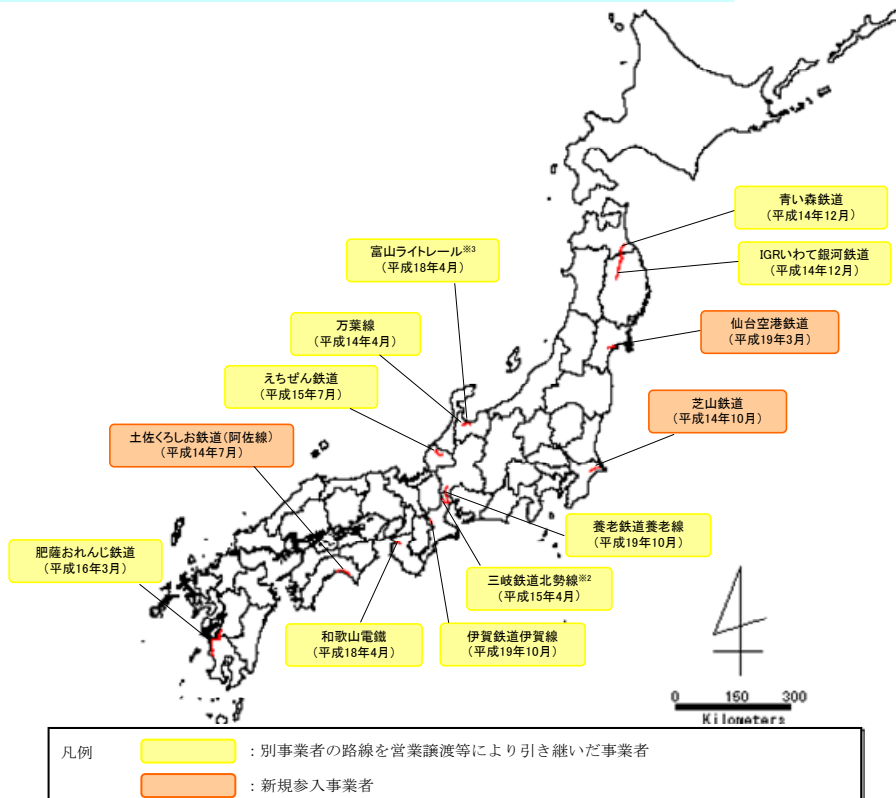 青い森鉄道
(平成14年12月)
富山ライトレール※3
(平成18年4月)
IGRいわて銀河鉄道
(平成14年12月)
万葉線
(平成14年4月)
仙台空港鉄道
(平成19年3月)
えちぜん鉄道
(平成15年7月)
芝山鉄道
(平成14年10月)
土佐くろしお鉄道(阿佐線)
(平成14年7月)
養老鉄道養老線
(平成19年10月)
肥薩おれんじ鉄道
(平成16年3月)
三岐鉄道北勢線※2
(平成15年4月)
和歌山電鐵
(平成18年4月)
伊賀鉄道伊賀線
(平成19年10月)
0 150 300
Kilometers
凡例
:別事業者の路線を営業譲渡等により引き継いだ事業者
:新規参入事業者